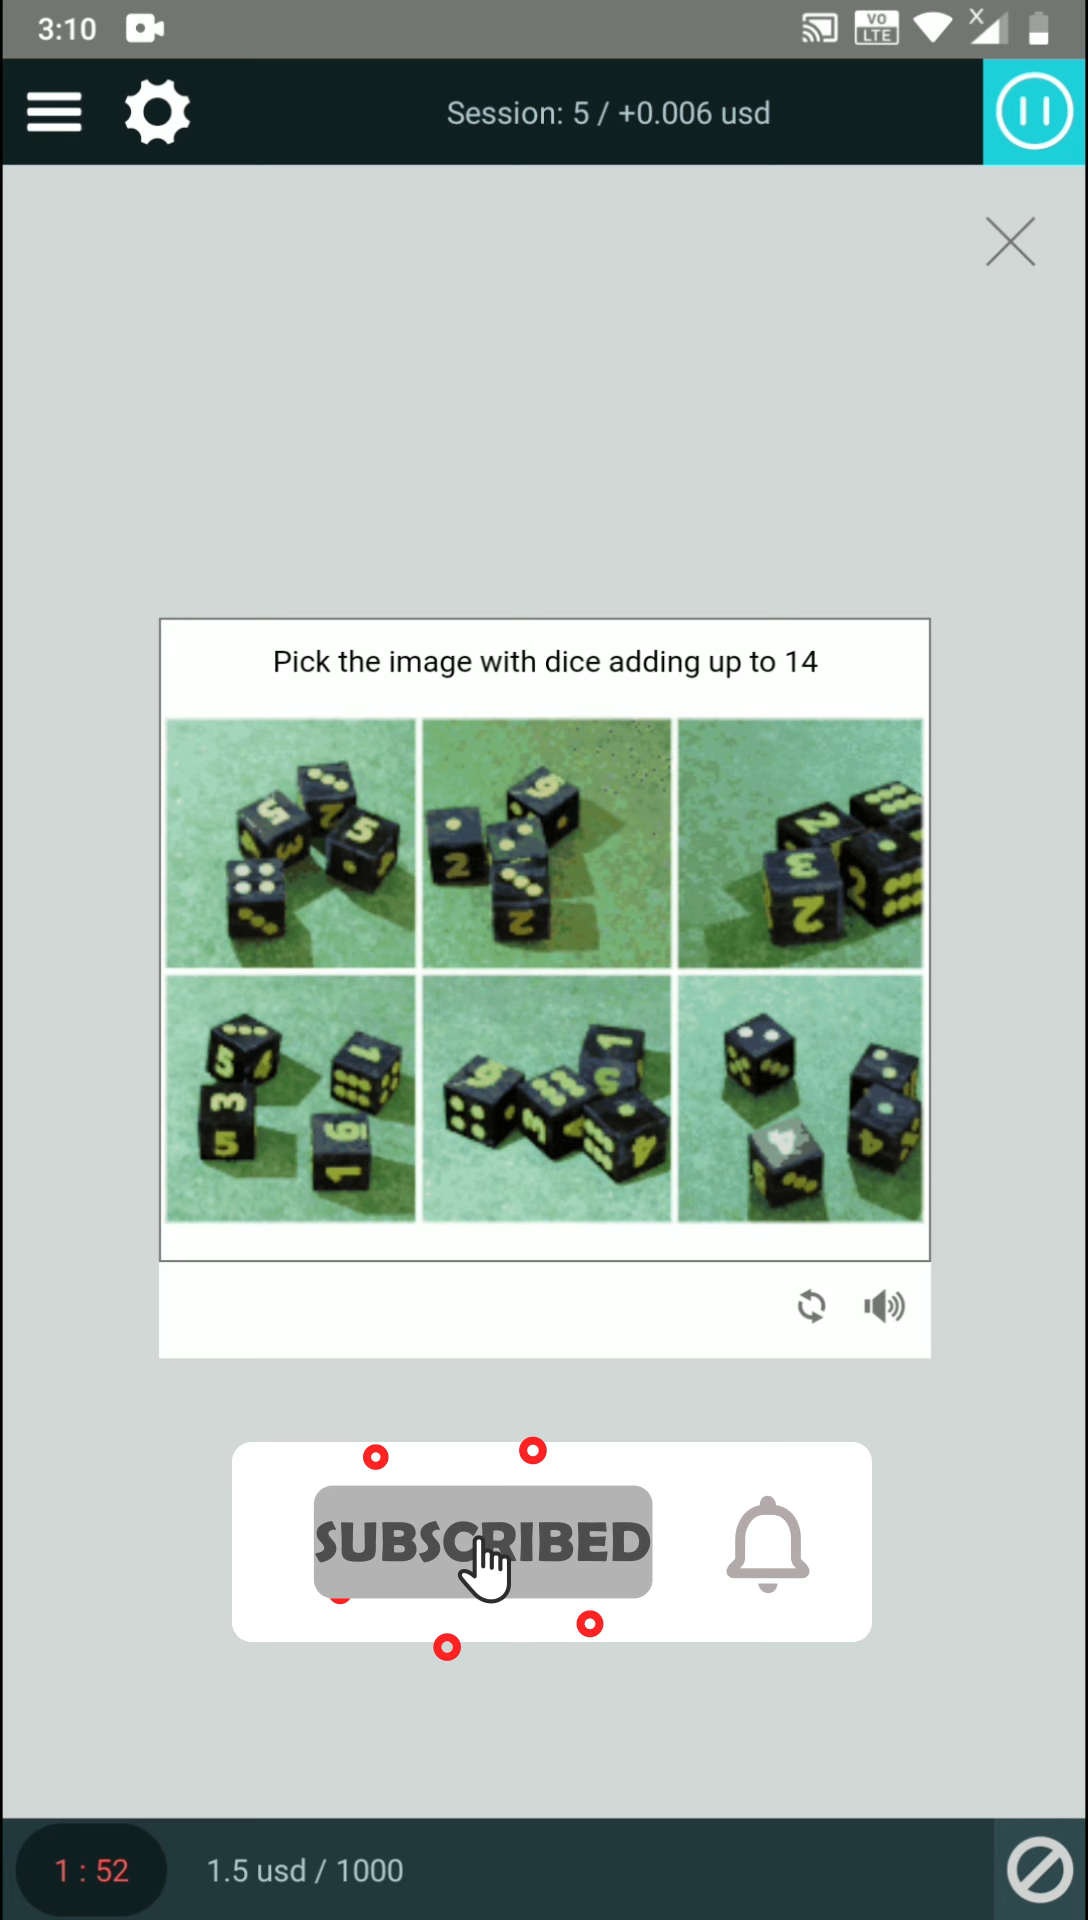 3:10
VO
LTE
X
Session: 5 / +0.006 usd
Pick the image with dice adding up to 14
SUBSCRIBED
1 : 52
1.5 usd / 1000